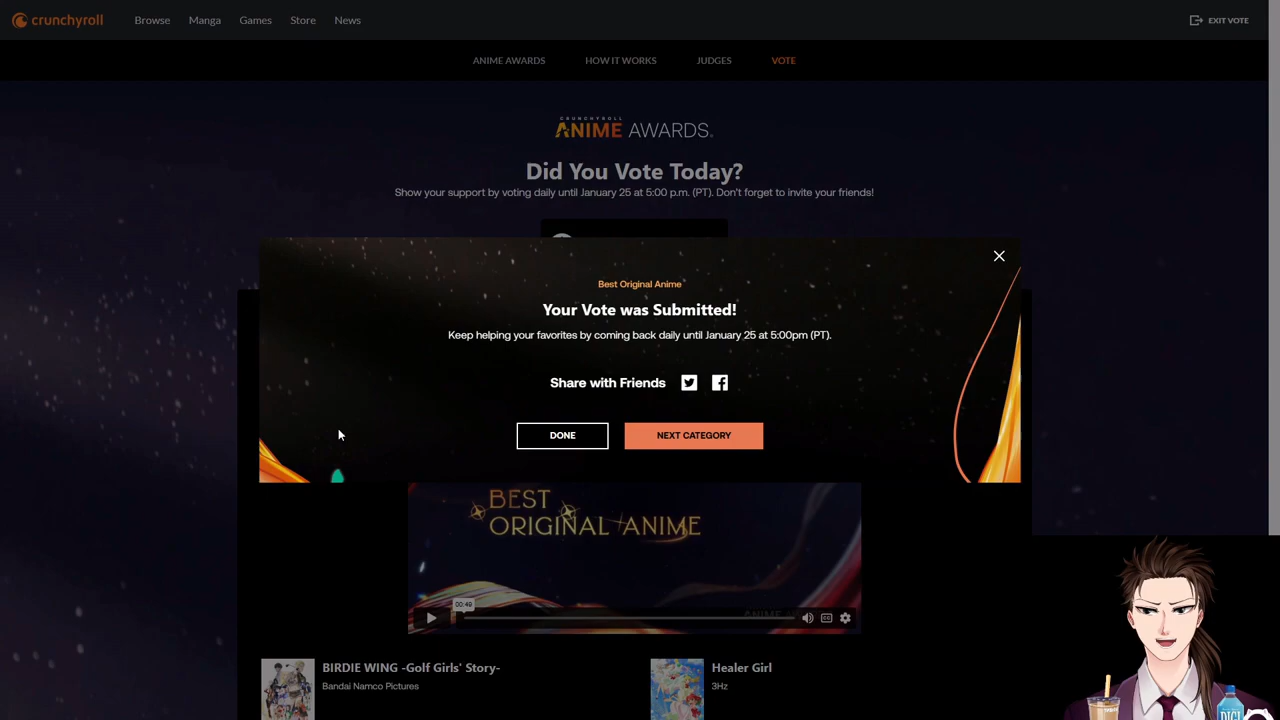 crunchyroll
Browse Manga Games Store News
EXIT VOTE
ANIME AWARDS HOW IT WORKS JUDGES VOTE
CRUNCHYROLL
ANIME AWARDS
Did You Vote Today?
Show your support by voting daily until January 25 at 5:00 p.m. (PT). Don't forget to invite your friends!
Best Original Anime
Your Vote was Submitted!
Keep helping your favorites by coming back daily until January 25 at 5:00pm (PT).
Share with Friends
DONE NEXT CATEGORY
BEST
ORIGINAL ANIME
00:49
CC
BIRDIE WING -Golf Girls' Story-
Bandai Namco Pictures
Healer Girl
3Hz